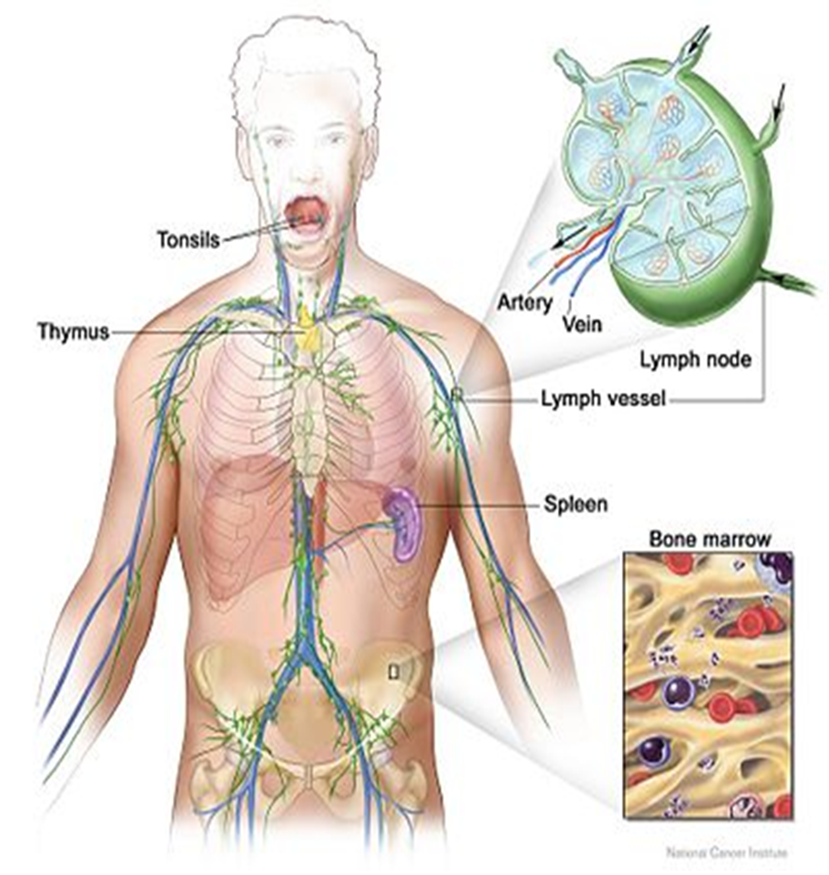 Tonsils
Thymus
Artery
Vein
Lymph node
Lymph vessel
Spleen
Bone marrow
National Cancer Institute